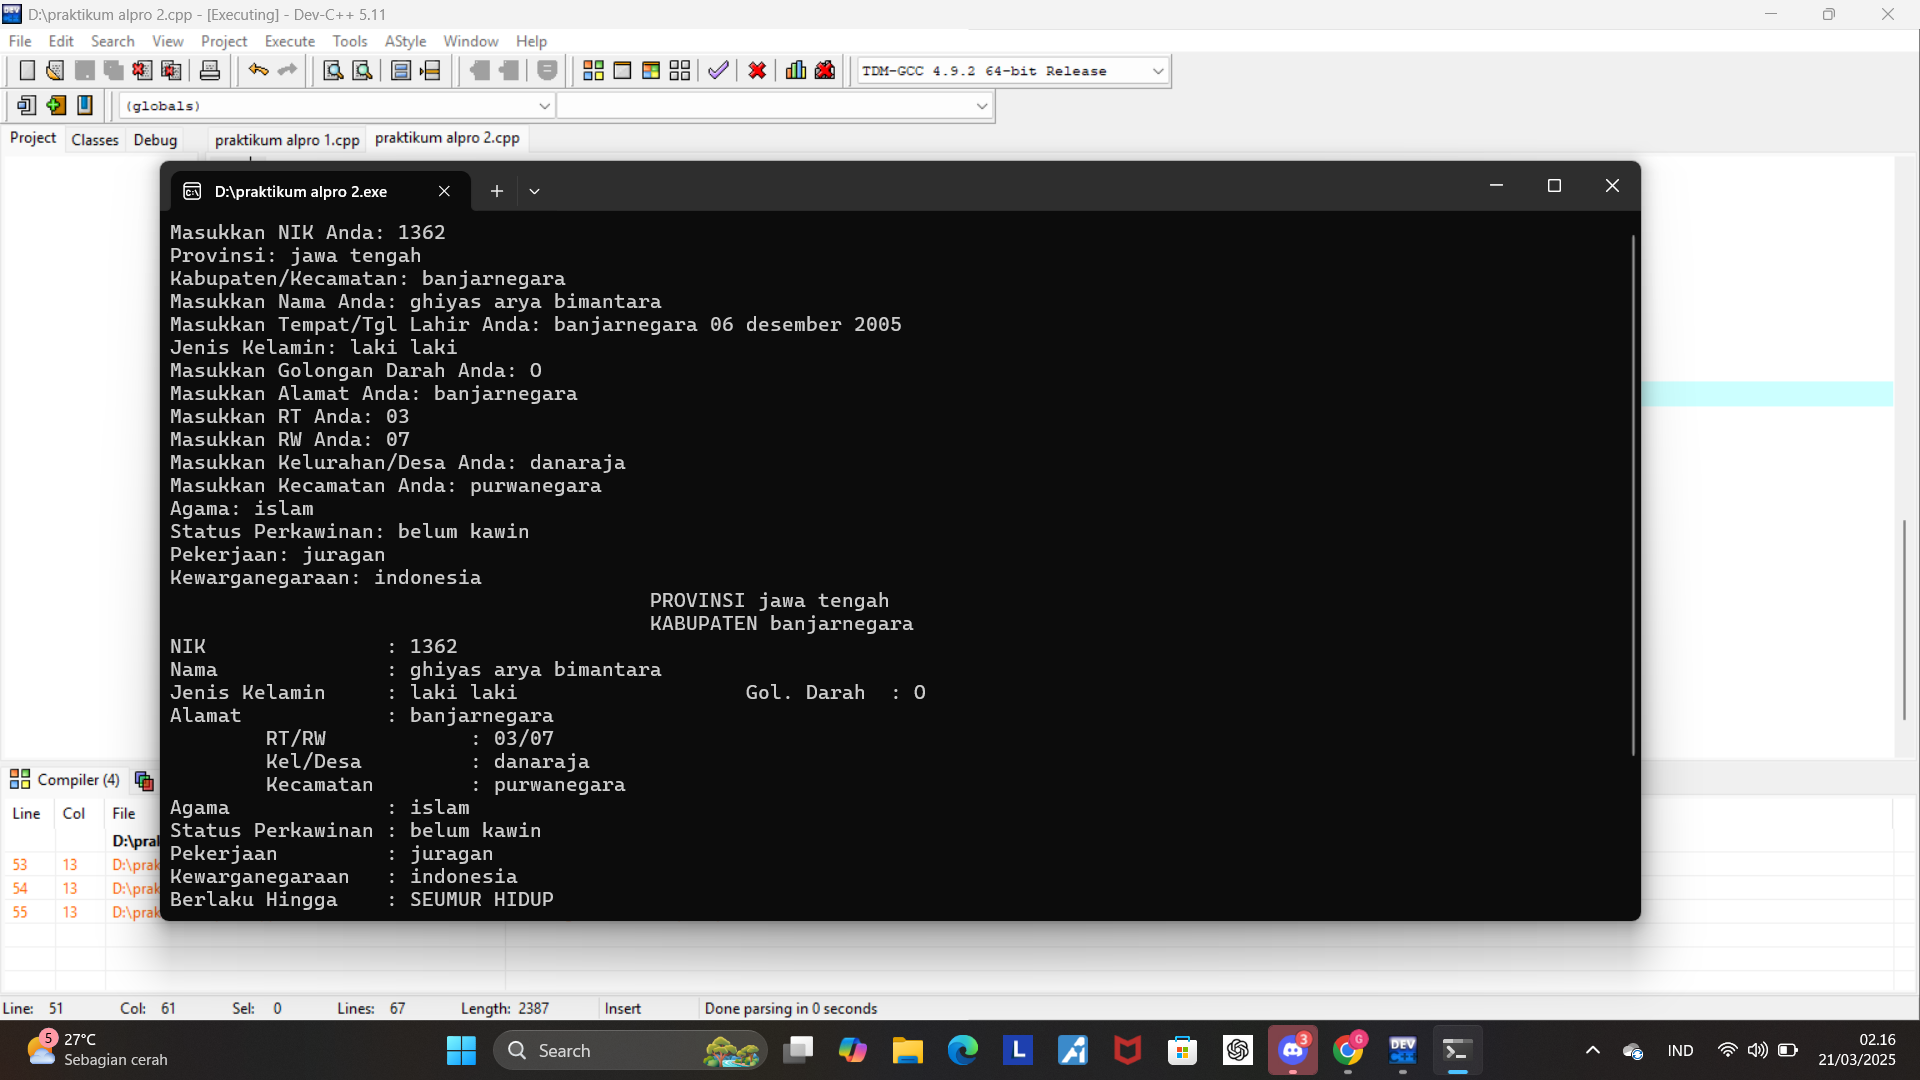 D:\praktikum alpro 2.cpp - [Executing] - Dev-C++ 5.11
File Edit Search View Project Execute Tools AStyle Window Help
TDM-GCC 4.9.2 64-bit Release
(globals)
Project Classes Debug praktikum alpro 1.cpp praktikum alpro 2.cpp
D:\praktikum alpro 2.exe
Masukkan NIK Anda: 1362
Provinsi: jawa tengah
Kabupaten/Kecamatan: banjarnegara
Masukkan Nama Anda: ghiyas arya bimantara
Masukkan Tempat/Tgl Lahir Anda: banjarnegara 06 desember 2005
Jenis Kelamin: laki laki
Masukkan Golongan Darah Anda: O
Masukkan Alamat Anda: banjarnegara
Masukkan RT Anda: 03
Masukkan RW Anda: 07
Masukkan Kelurahan/Desa Anda: danaraja
Masukkan Kecamatan Anda: purwanegara
Agama: islam
Status Perkawinan: belum kawin
Pekerjaan: juragan
Kewarganegaraan: indonesia
PROVINSI jawa tengah
KABUPATEN banjarnegara
NIK : 1362
Nama : ghiyas arya bimantara
Jenis Kelamin : laki laki Gol. Darah : O
Alamat : banjarnegara
RT/RW : 03/07
Kel/Desa : danaraja
Kecamatan : purwanegara
Agama : islam
Status Perkawinan : belum kawin
Pekerjaan : juragan
Kewarganegaraan : indonesia
Berlaku Hingga : SEUMUR HIDUP
Compiler (4)
Line Col File
D:\pral
53 13 D:\prak
54 13 D:\prak
55 13 D:\prak
Line: 51 Col: 61 Sel: 0 Lines: 67 Length: 2387 Insert Done parsing in 0 seconds
5 27°C
Sebagian cerah
Search
L
3
G
DEV
C++
IND
02.16
21/03/2025